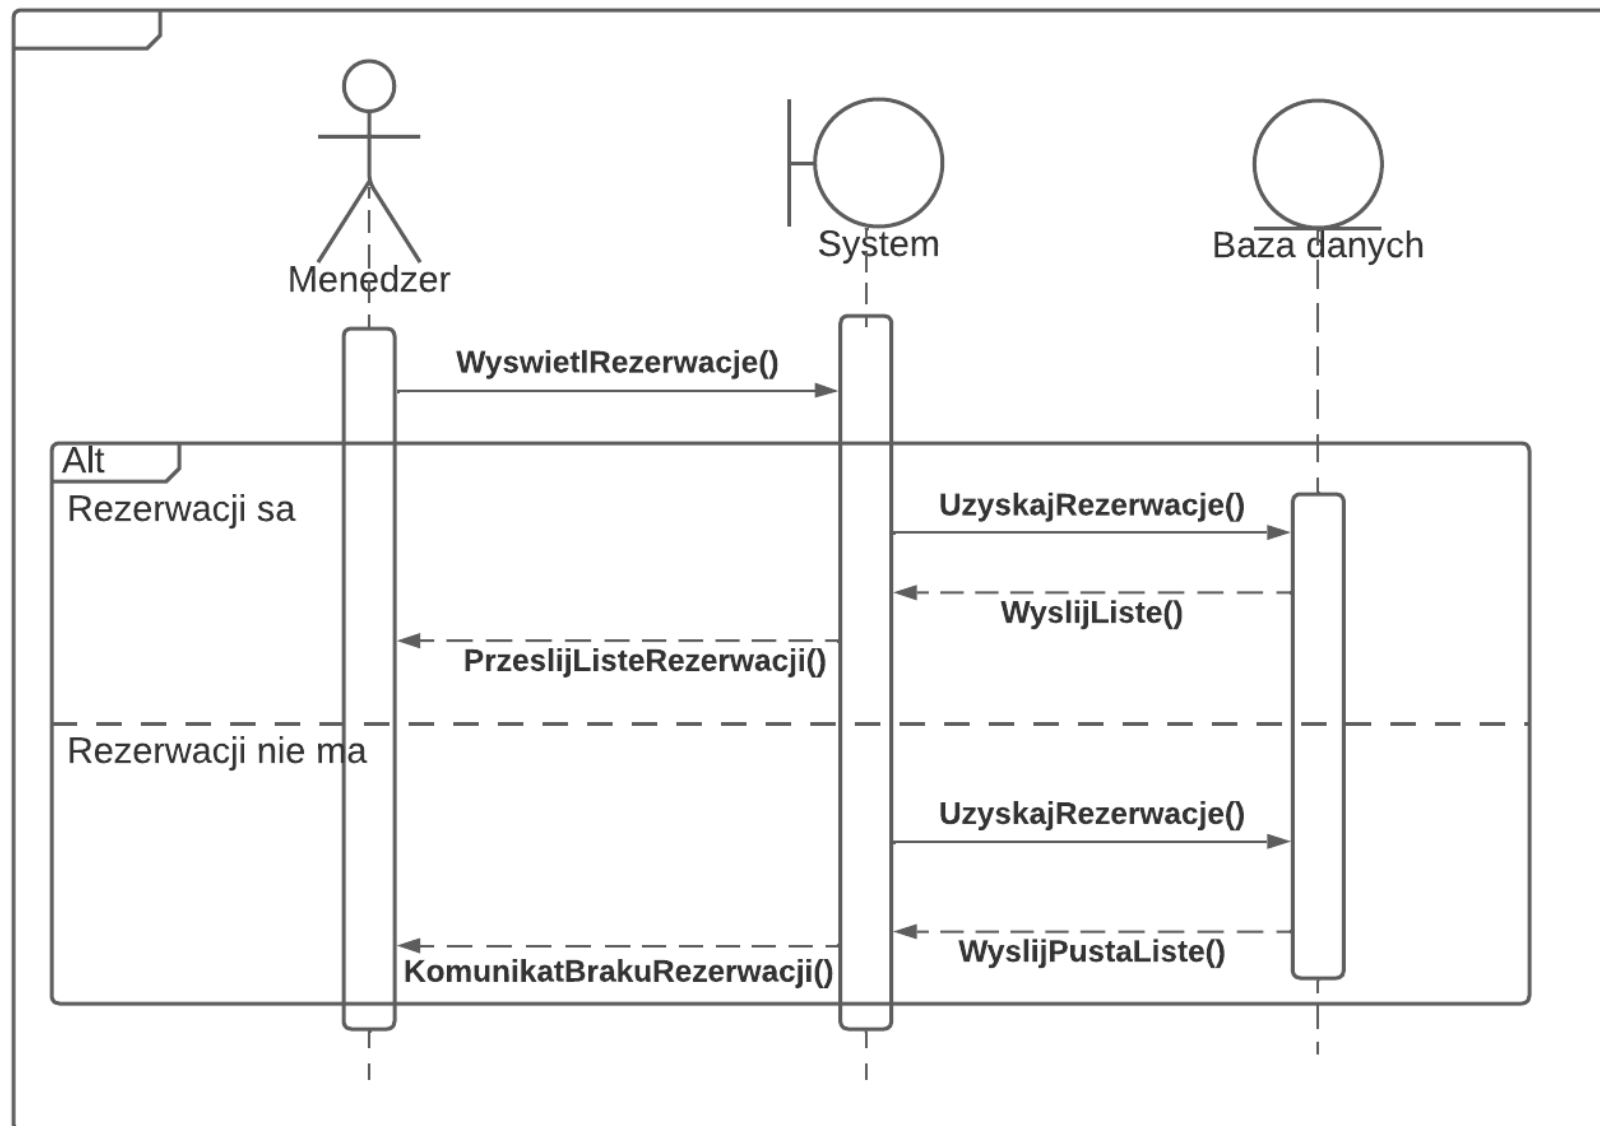 Menedzer
System
Baza danych
WyswietlRezerwacje()
Alt
Rezerwacji sa
UzyskajRezerwacje()
WyslijListe()
PrzeslijListeRezerwacji()
Rezerwacji nie ma
UzyskajRezerwacje()
WyslijPustaListe()
KomunikatBrakuRezerwacji()